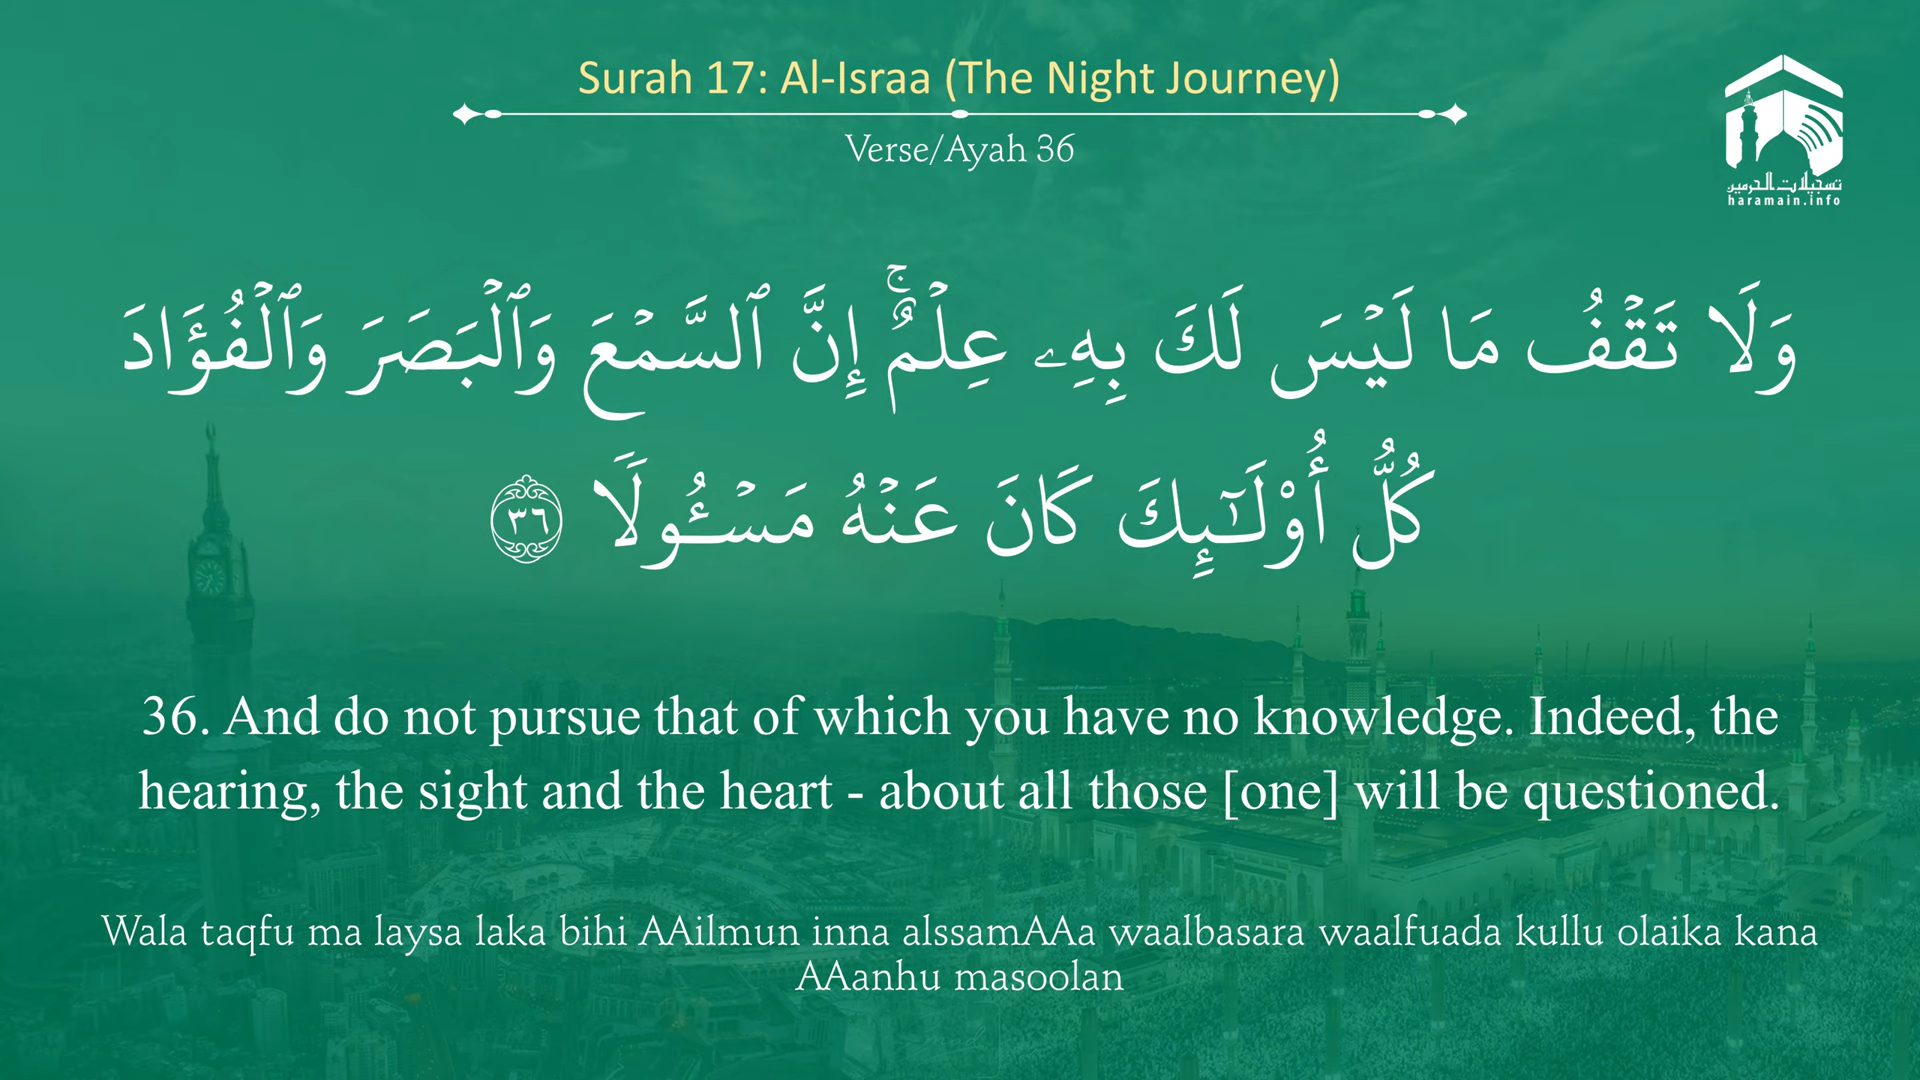 Surah 17: Al-Israa (The Night Journey)
Verse/Ayah 36
تسجيلات الحرمين
haramain.info
وَلَا تَقۡفُ مَا لَيۡسَ لَكَ بِهِۦ عِلۡمٌۚ إِنَّ ٱلسَّمۡعَ وَٱلۡبَصَرَ وَٱلۡفُؤَادَ
كُلُّ أُوْلَٰٓئِكَ كَانَ عَنۡهُ مَسۡـُٔولًا ٣٦
36. And do not pursue that of which you have no knowledge. Indeed, the
hearing, the sight and the heart - about all those [one] will be questioned.
Wala taqfu ma laysa laka bihi AAilmun inna alssamAAa waalbasara waalfuada kullu olaika kana
AAanhu masoolan